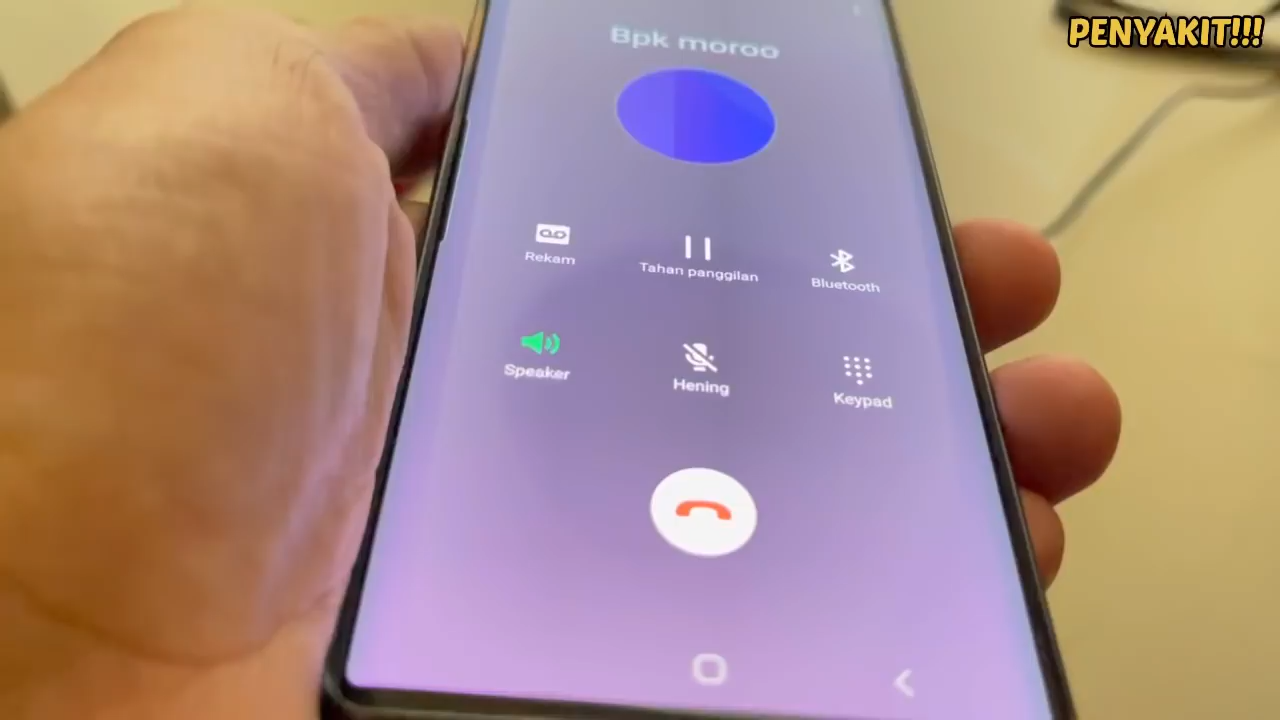 PENYAKIT!!!
Bpk moroo
Rekam
Tahan panggilan
Bluetooth
Speaker
Hening
Keypad